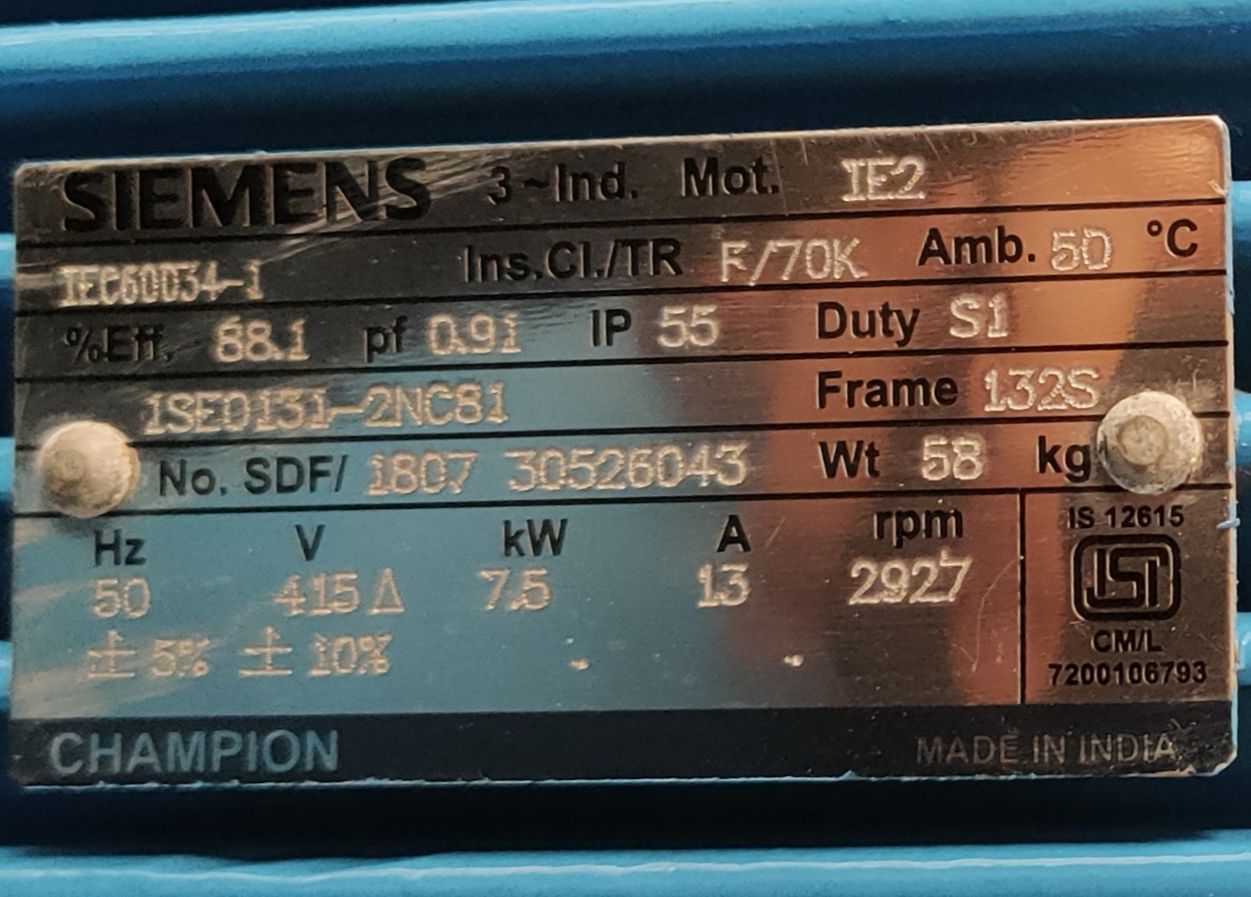 SIEMENS 3~Ind. Mot. IE2
IEC60034-1 Ins.Cl./TR F/70K Amb. 50 °C
%Eff. 88.1 pf 0.91 IP 55 Duty S1
1SE0131-2NC81 Frame 132S
No. SDF/ 1807 30526043 Wt 58 kg
Hz V kW A rpm
50 415 Δ 7.5 13 2927
± 5% ± 10%
IS 12615
ISI
CM/L
7200106793
CHAMPION MADE IN INDIA